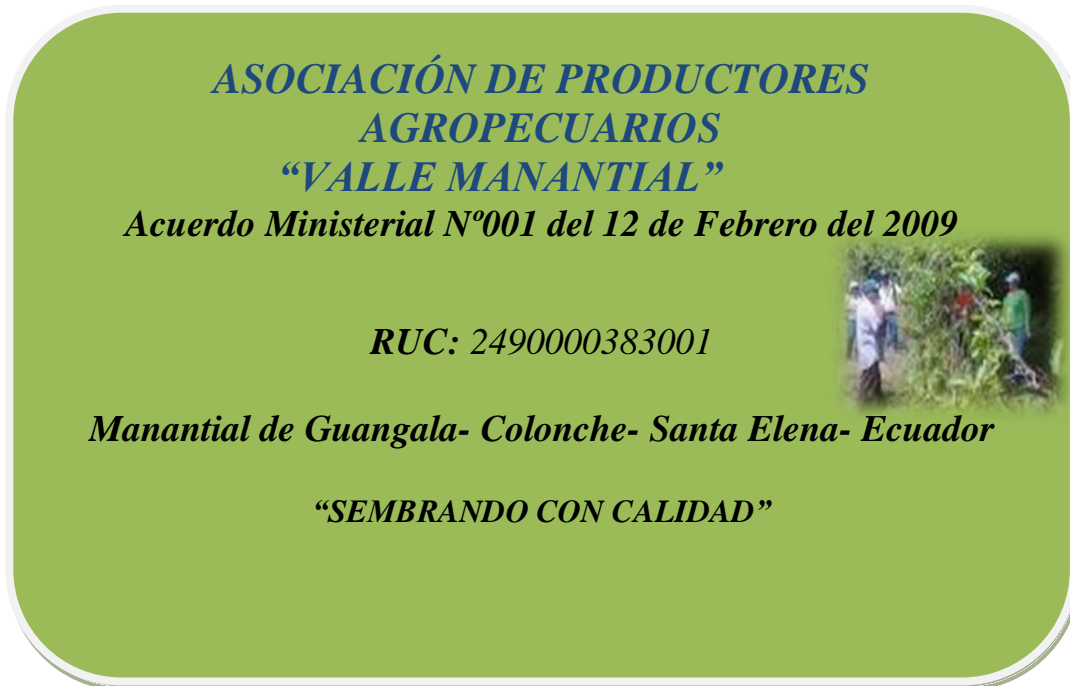 ASOCIACIÓN DE PRODUCTORES
AGROPECUARIOS
“VALLE MANANTIAL”
Acuerdo Ministerial Nº001 del 12 de Febrero del 2009
RUC: 2490000383001
Manantial de Guangala- Colonche- Santa Elena- Ecuador
“SEMBRANDO CON CALIDAD”